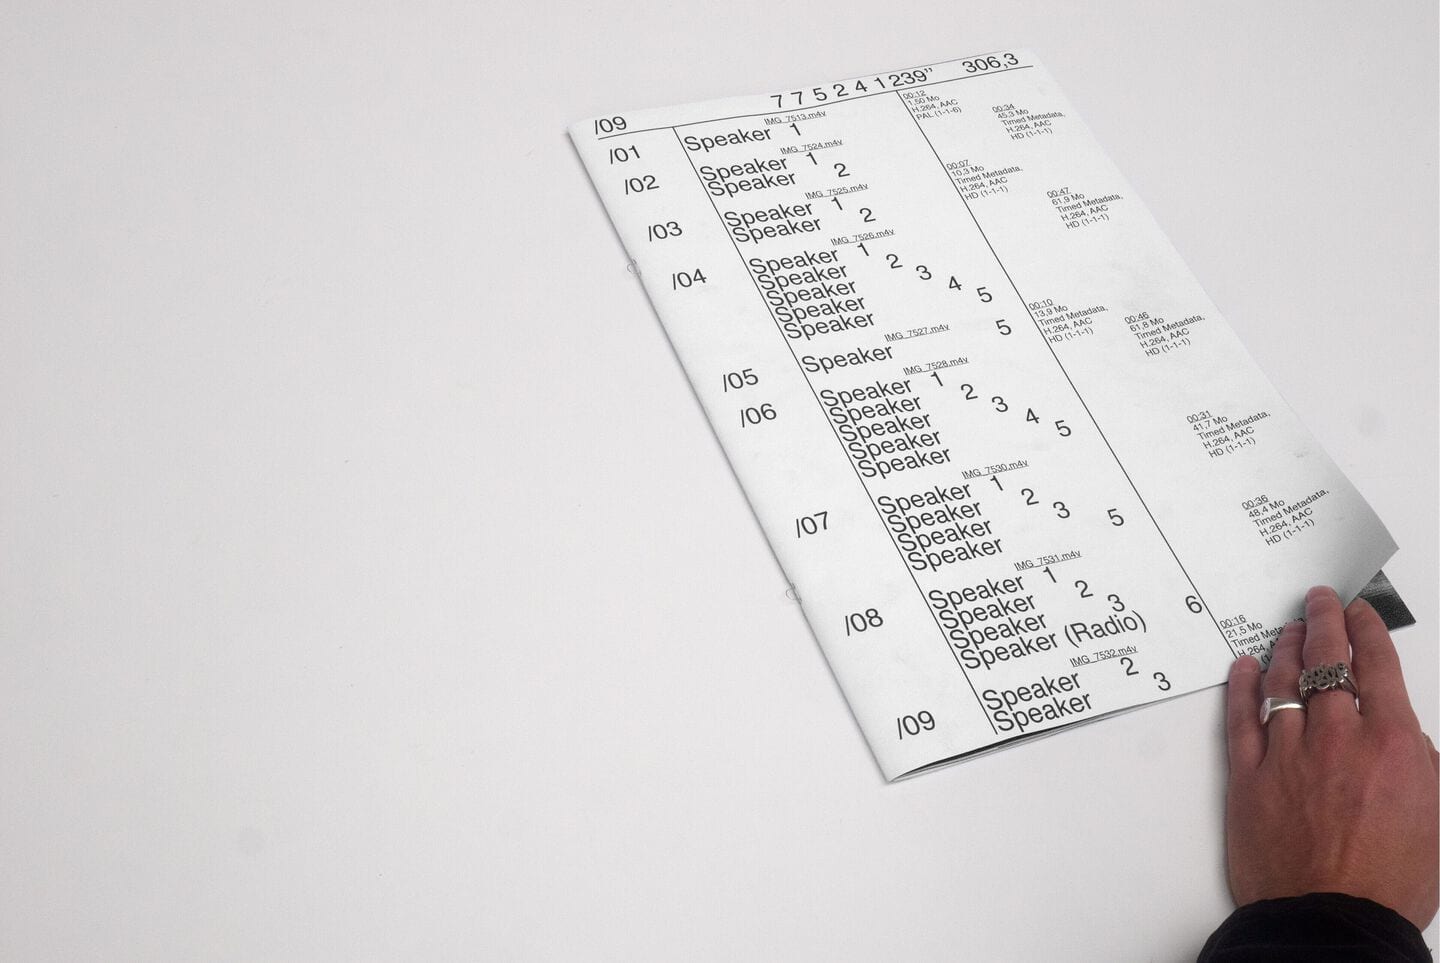 /09 7 7 5 2 4 1 239” 306,3
/01
IMG_7513.m4v
Speaker 1
00:12
1,50 Mo
H.264, AAC
PAL (1-1-6)
/02
IMG_7524.m4v
Speaker 1
Speaker 2
00:34
45,3 Mo
Timed Metadata,
H.264, AAC
HD (1-1-1)
/03
IMG_7525.m4v
Speaker 1
Speaker 2
00:07
10,3 Mo
Timed Metadata,
H.264, AAC
HD (1-1-1)
/04
IMG_7526.m4v
Speaker 1
Speaker 2
Speaker 3
Speaker 4
Speaker 5
00:47
61,9 Mo
Timed Metadata,
H.264, AAC
HD (1-1-1)
/05
IMG_7527.m4v
Speaker 5
00:10
13,9 Mo
Timed Metadata,
H.264, AAC
HD (1-1-1)
/06
IMG_7528.m4v
Speaker 1
Speaker 2
Speaker 3
Speaker 4
Speaker 5
00:46
61,8 Mo
Timed Metadata,
H.264, AAC
HD (1-1-1)
/07
IMG_7530.m4v
Speaker 1
Speaker 2
Speaker 3
Speaker 5
00:31
41,7 Mo
Timed Metadata,
H.264, AAC
HD (1-1-1)
/08
IMG_7531.m4v
Speaker 1
Speaker 2
Speaker 3
Speaker (Radio) 6
00:36
48,4 Mo
Timed Metadata,
H.264, AAC
HD (1-1-1)
/09
IMG_7532.m4v
Speaker 2
Speaker 3
00:16
21,5 Mo
Timed
H.264,